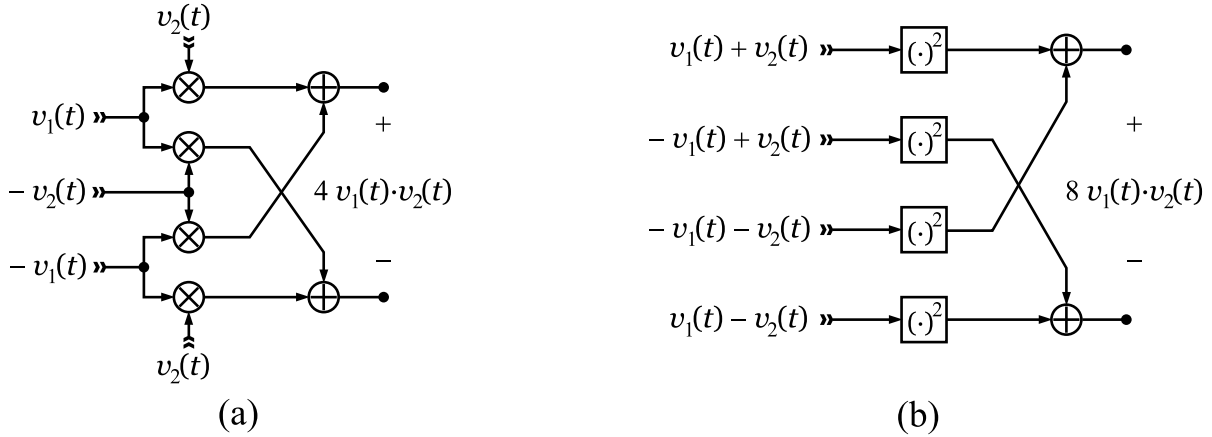 v₂(t)
v₁(t)
+
− v₂(t)
4 v₁(t)·v₂(t)
− v₁(t)
−
v₂(t)
(a)
v₁(t) + v₂(t)
(·)²
− v₁(t) + v₂(t)
(·)²
+
8 v₁(t)·v₂(t)
− v₁(t) − v₂(t)
(·)²
−
v₁(t) − v₂(t)
(·)²
(b)